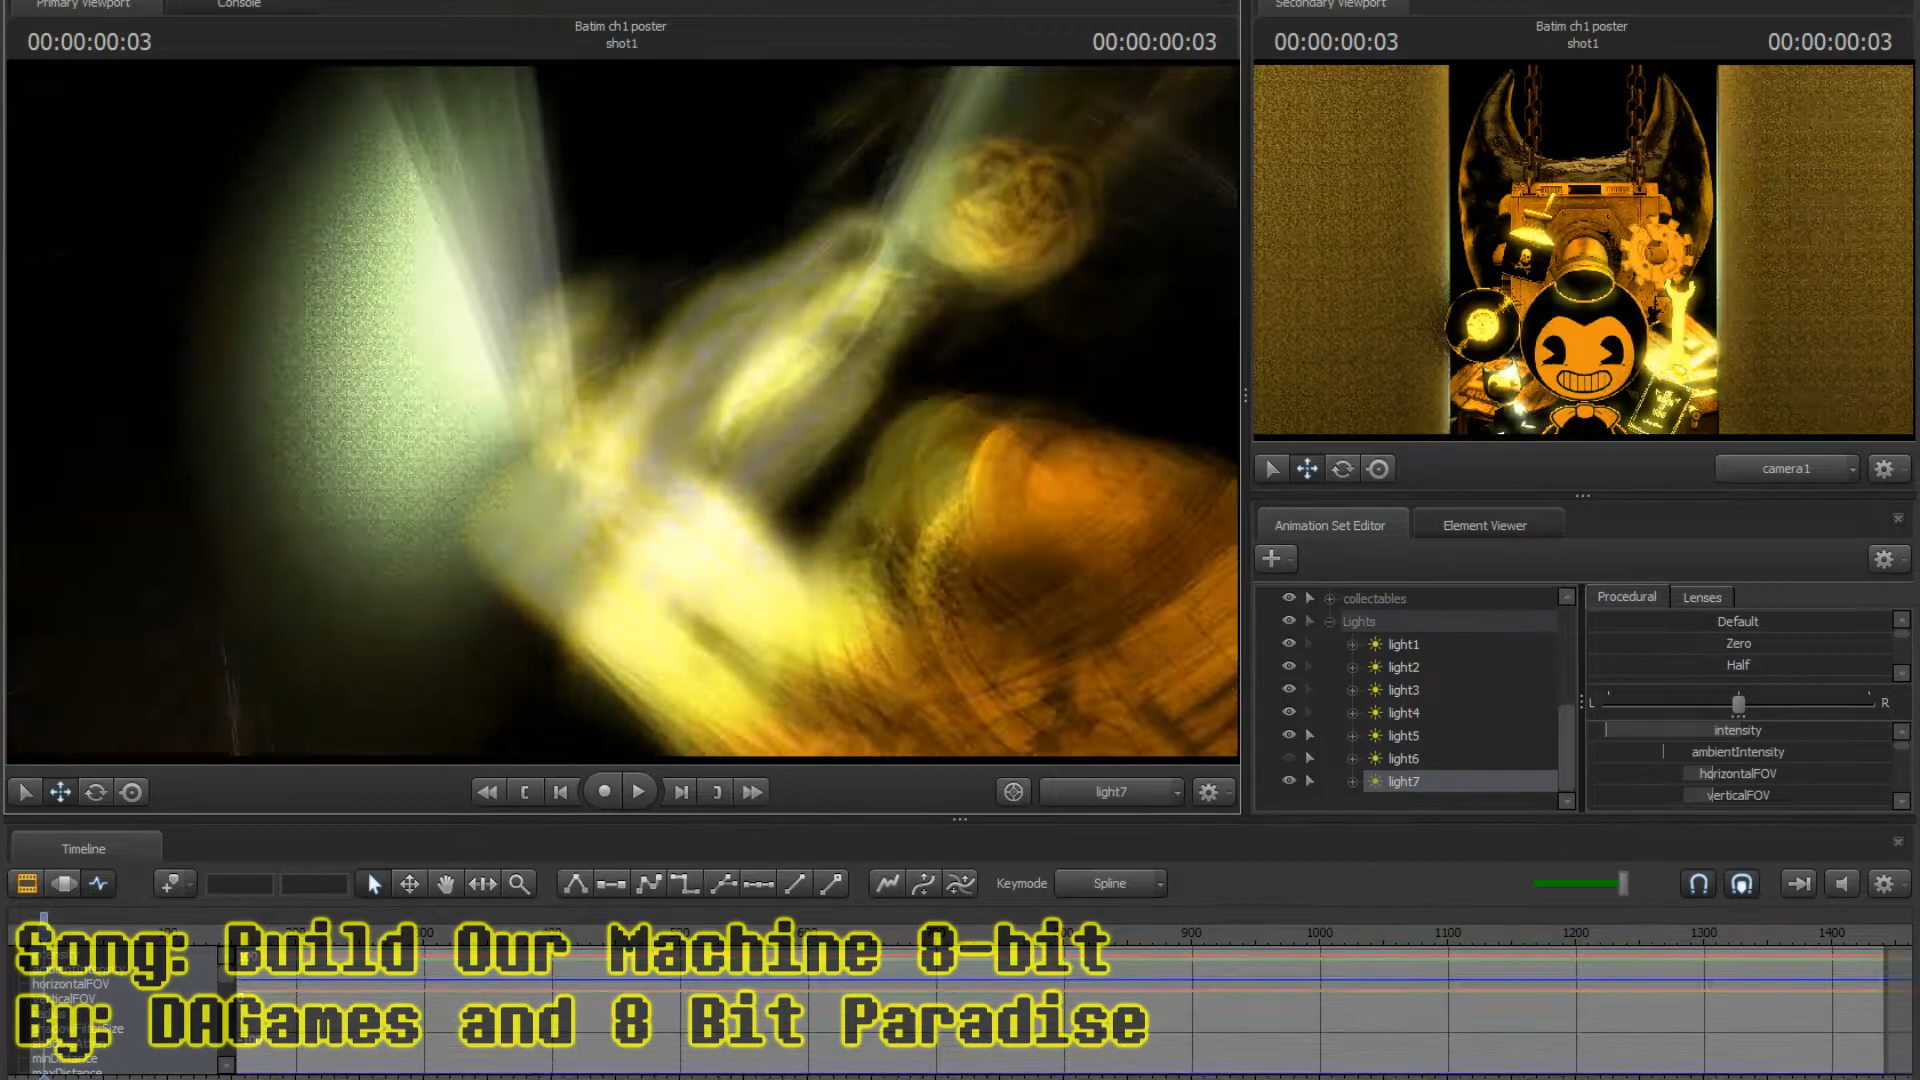 Primary Viewport
Console
Secondary Viewport
Batim ch1 poster
shot1
00:00:00:03
00:00:00:03
Batim ch1 poster
shot1
00:00:00:03
00:00:00:03
camera1
Animation Set Editor
Element Viewer
collectables
Lights
light1
light2
light3
light4
light5
light6
light7
Procedural
Lenses
Default
Zero
Half
L
R
intensity
ambientIntensity
horizontalFOV
verticalFOV
light7
Timeline
Keymode
Spline
900
1000
1100
1200
1300
1400
Song: Build Our Machine 8-bit
By: DAGames and 8 Bit Paradise
horizontalFOV
verticalFOV
minDistance
maxDistance